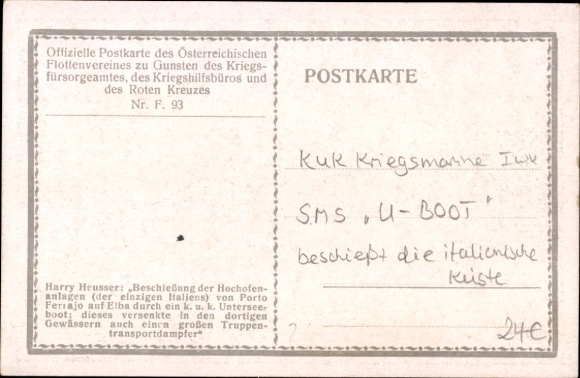 Offizielle Postkarte des Österreichischen
Flottenvereines zu Gunsten des Kriegs-
fürsorgeamtes, des Kriegshilfsbüros und
des Roten Kreuzes
Nr. F. 93
Harry Heusser: „Beschießung der Hochofen-
anlagen (der einzigen Italiens) von Porto
Ferrajo auf Elba durch ein k. u. k. Untersee-
boot; dieses versenkte in den dortigen
Gewässern auch einen großen Truppen-
transportdampfer"
POSTKARTE
KuK Kriegsmarine I WK
SMS „U-BOOT"
beschießt die italienische
Küste
24€